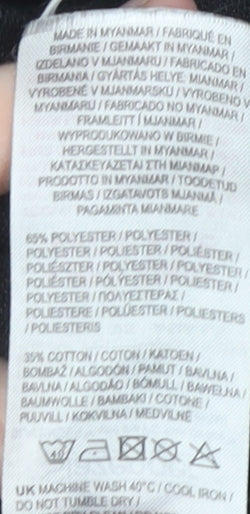 MADE IN MYANMAR / FABRIQUÉ EN
BIRMANIE / GEMAAKT IN MYANMAR /
IZDELANO V MJANMARU / FABRICADO EN
BIRMANIA / GYÁRTÁS HELYE: MIANMAR /
VYROBENÉ V MJANMARSKU / VYROBENO V
MYANMARU / FABRICADO NO MYANMAR /
FRAMLEITT Í MJANMAR /
WYPRODUKOWANO W BIRMIE /
HERGESTELLT IN MYANMAR /
ΚΑΤΑΣΚΕΥΑΖΕΤΑΙ ΣΤΗ ΜΙΑΝΜΑΡ /
PRODOTTO IN MYANMAR / TOODETUD
BIRMAS / IZGATAVOTS MJANMĀ /
PAGAMINTA MIANMARE
65% POLYESTER / POLYESTER /
POLYESTER / POLIESTER / POLIÉSTER /
POLIÉSZTER / POLYESTER / POLYESTER /
POLIÉSTER / PÓLÝESTER / POLIESTER /
POLYESTER / ΠΟΛΥΕΣΤΕΡΑΣ /
POLIESTERE / POLÜESTER / POLIESTERS
/ POLIESTERIS
35% COTTON / COTON / KATOEN /
BOMBAŽ / ALGODÓN / PAMUT / BAVLNA /
BAVLNA / ALGODÃO / BÓMULL / BAWEŁNA /
BAUMWOLLE / ΒΑΜΒΑΚΙ / COTONE /
PUUVILL / KOKVILNA / MEDVILNĖ
40
UK MACHINE WASH 40°C / COOL IRON /
DO NOT TUMBLE DRY /